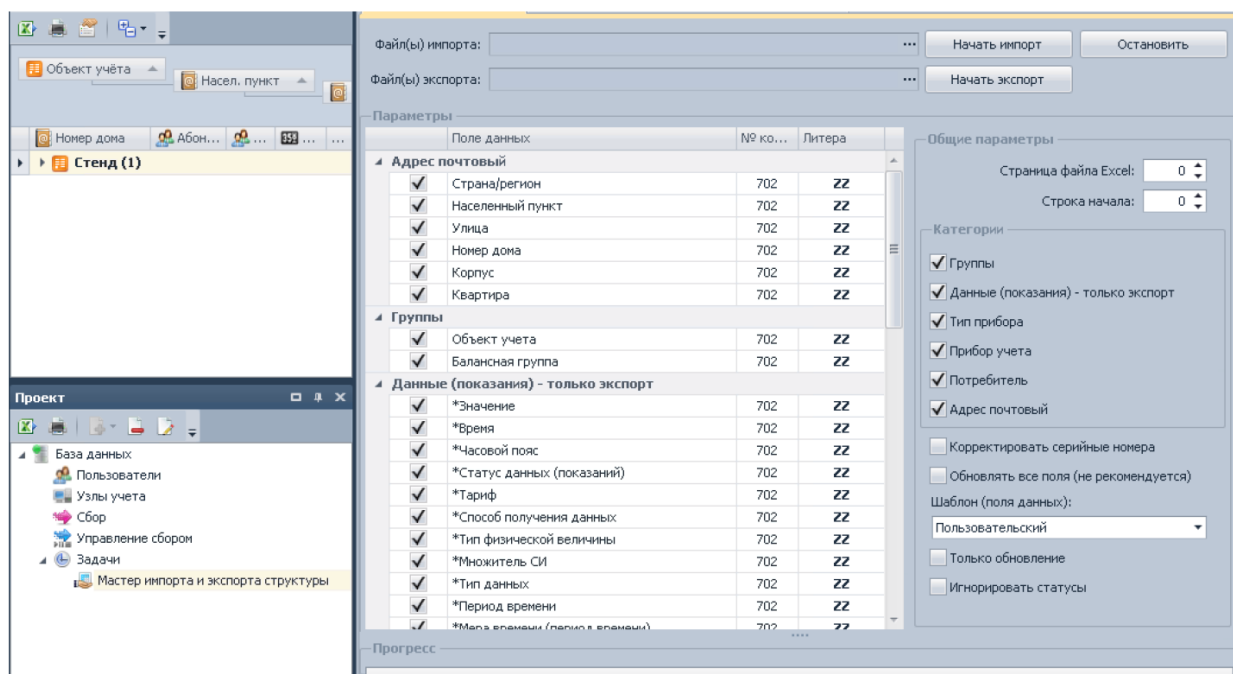 Объект учёта
Насел. пункт
Номер дома Абон... ... ... ...
Стенд (1)
Проект
База данных
Пользователи
Узлы учета
Сбор
Управление сбором
Задачи
Мастер импорта и экспорта структуры
Файл(ы) импорта: ... Начать импорт Остановить
Файл(ы) экспорта: ... Начать экспорт
Параметры
Поле данных № ко... Литера
Адрес почтовый
Страна/регион 702 ZZ
Населенный пункт 702 ZZ
Улица 702 ZZ
Номер дома 702 ZZ
Корпус 702 ZZ
Квартира 702 ZZ
Группы
Объект учета 702 ZZ
Балансная группа 702 ZZ
Данные (показания) - только экспорт
*Значение 702 ZZ
*Время 702 ZZ
*Часовой пояс 702 ZZ
*Статус данных (показаний) 702 ZZ
*Тариф 702 ZZ
*Способ получения данных 702 ZZ
*Тип физической величины 702 ZZ
*Множитель СИ 702 ZZ
*Тип данных 702 ZZ
*Период времени 702 ZZ
*Мера времени (период времени) 702 ZZ
Общие параметры
Страница файла Excel: 0
Строка начала: 0
Категории
Группы
Данные (показания) - только экспорт
Тип прибора
Прибор учета
Потребитель
Адрес почтовый
Корректировать серийные номера
Обновлять все поля (не рекомендуется)
Шаблон (поля данных):
Пользовательский
Только обновление
Игнорировать статусы
Прогресс